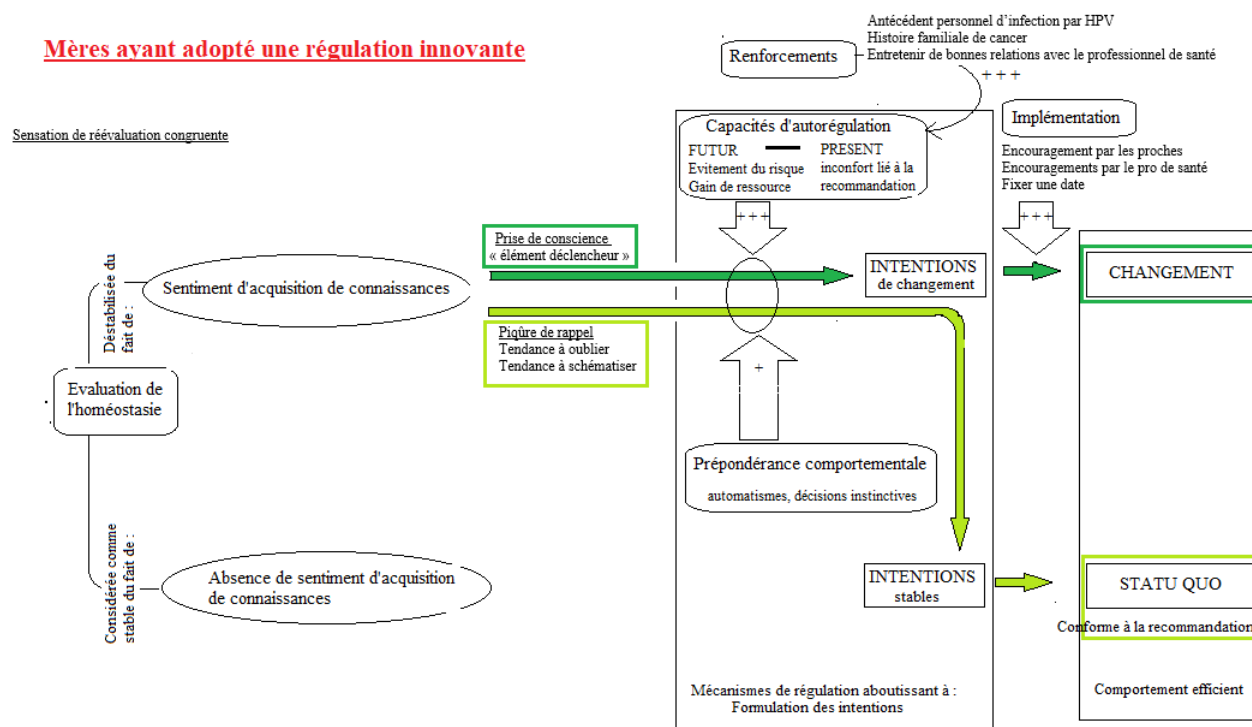 Mères ayant adopté une régulation innovante
Sensation de réévaluation congruente
Antécédent personnel d'infection par HPV
Histoire familiale de cancer
Entretenir de bonnes relations avec le professionnel de santé
Renforcements
+ + +
Capacités d'autorégulation
FUTUR
Evitement du risque
Gain de ressource
PRESENT
inconfort lié à la
recommandation
+ + +
Implémentation
Encouragement par les proches
Encouragements par le pro de santé
Fixer une date
+ + +
Déstabilisée du
fait de :
Sentiment d'acquisition de connaissances
Prise de conscience
« élément déclencheur »
INTENTIONS
de changement
CHANGEMENT
Piqûre de rappel
Tendance à oublier
Tendance à schématiser
Evaluation de
l'homéostasie
+
Prépondérance comportementale
automatismes, décisions instinctives
Considérée comme
stable du fait de :
Absence de sentiment d'acquisition
de connaissances
INTENTIONS
stables
STATU QUO
Conforme à la recommandation
Mécanismes de régulation aboutissant à :
Formulation des intentions
Comportement efficient